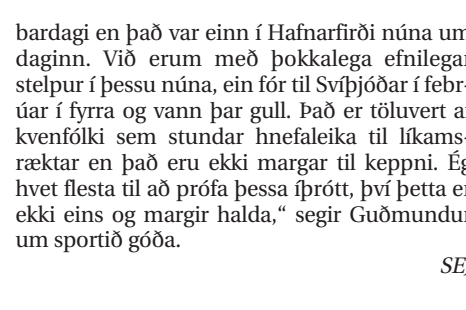 bardagi en það var einn í Hafnarfirði núna um
daginn. Við erum með þokkalega efnilegar
stelpur í þessu núna, ein fór til Svíþjóðar í febr-
úar í fyrra og vann þar gull. Það er töluvert af
kvenfólki sem stundar hnefaleika til líkams-
ræktar en það eru ekki margar til keppni. Ég
hvet flesta til að prófa þessa íþrótt, því þetta er
ekki eins og margir halda,“ segir Guðmundur
um sportið góða.